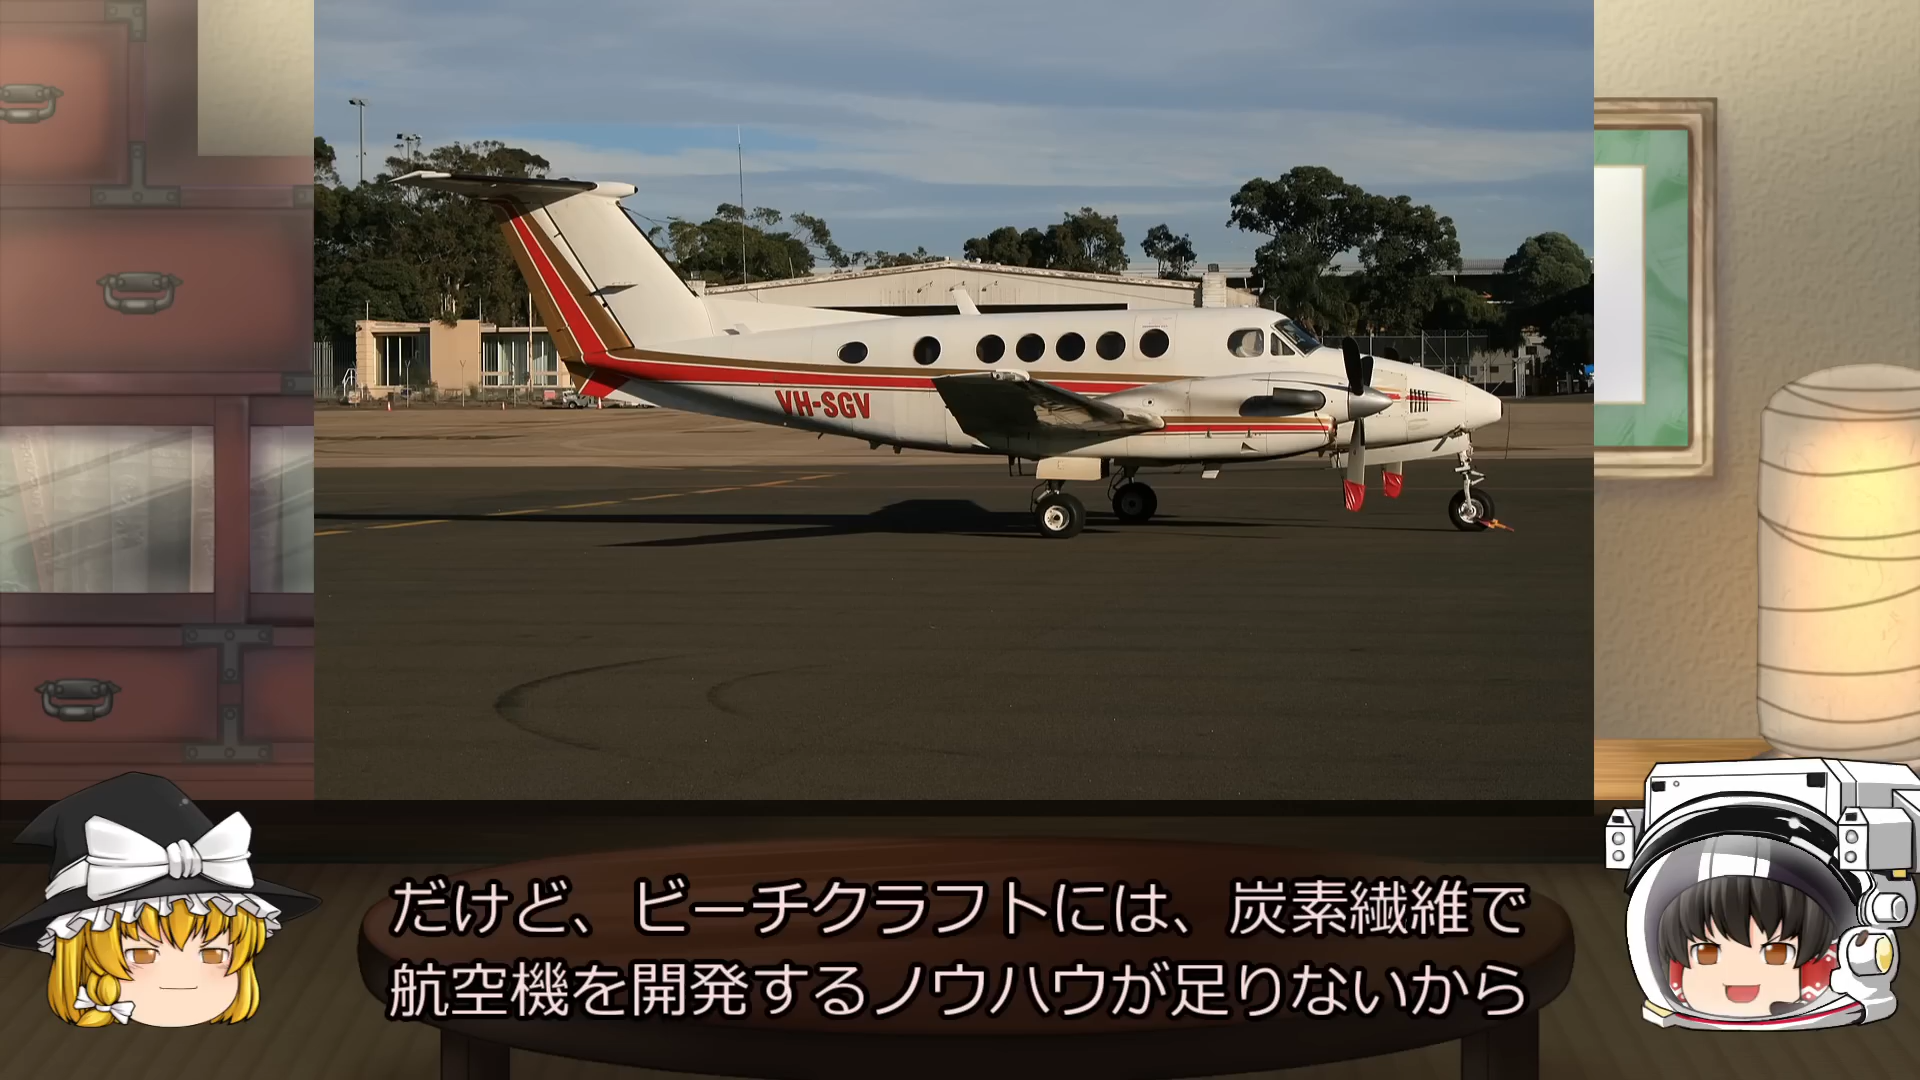 VH-SGV
だけど、ビーチクラフトには、炭素繊維で
航空機を開発するノウハウが足りないから